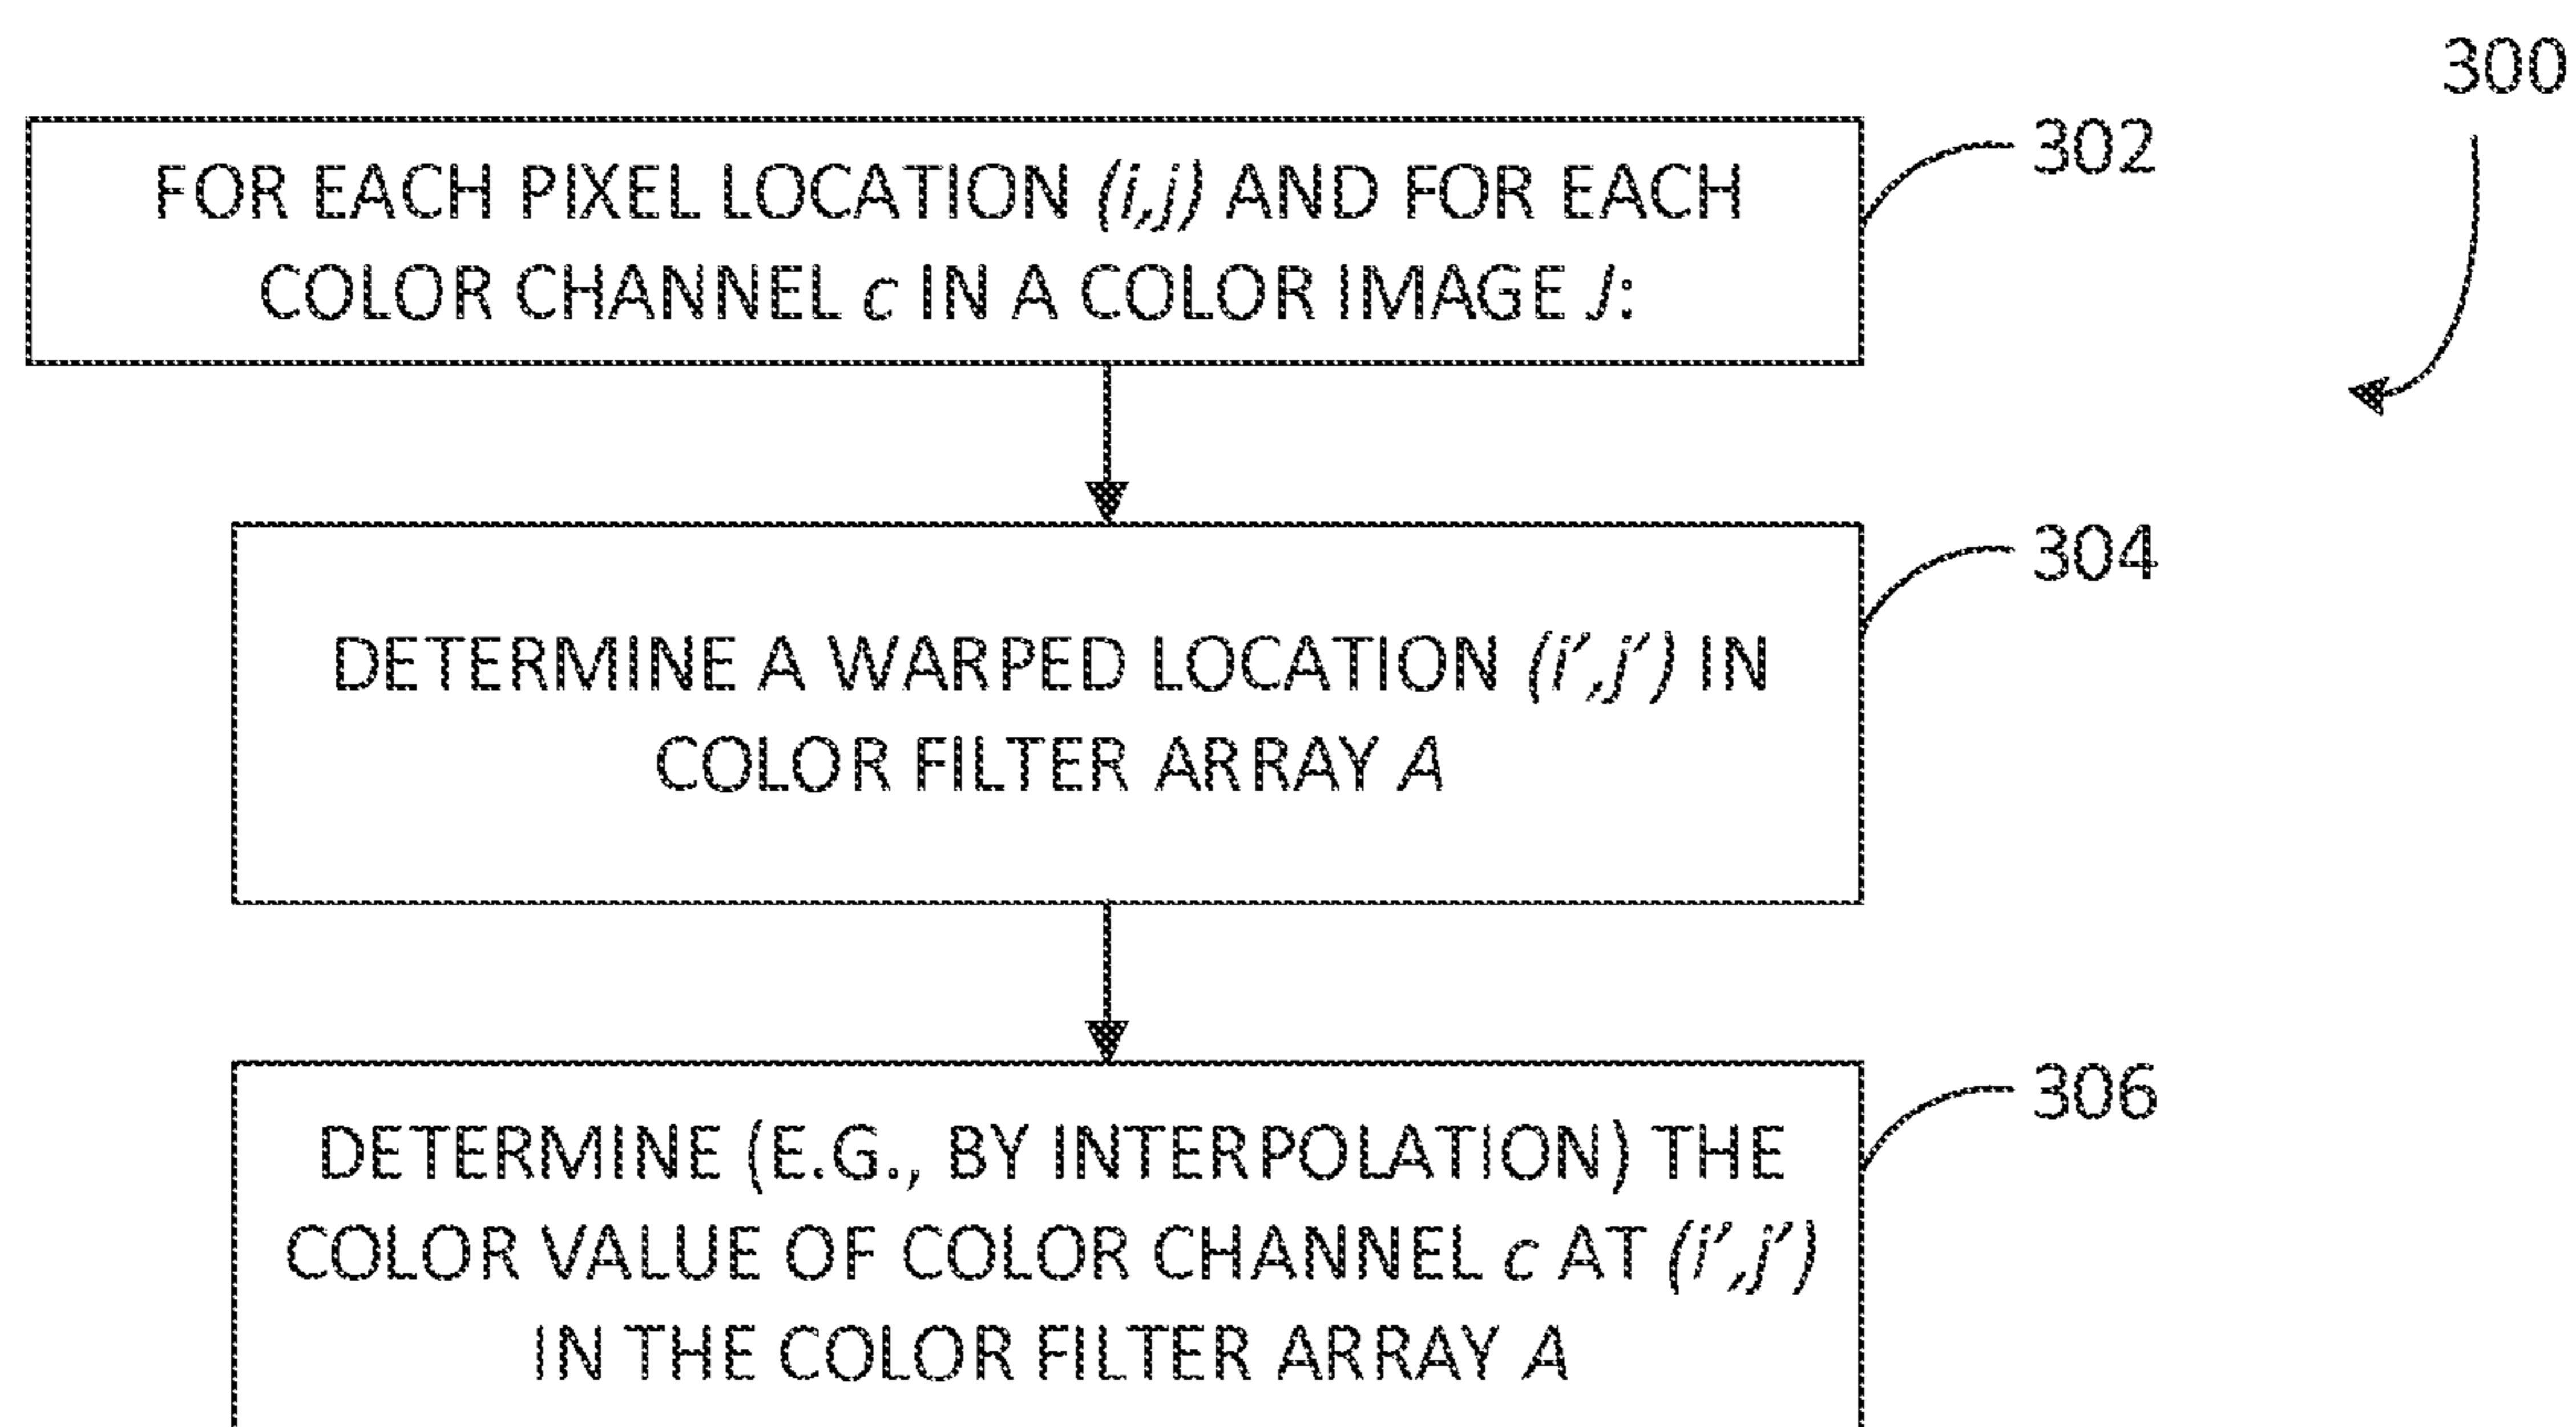 300
FOR EACH PIXEL LOCATION (i,j) AND FOR EACH
COLOR CHANNEL c IN A COLOR IMAGE J:
302
DETERMINE A WARPED LOCATION (i’,j’) IN
COLOR FILTER ARRAY A
304
DETERMINE (E.G., BY INTERPOLATION) THE
COLOR VALUE OF COLOR CHANNEL c AT (i’,j’)
IN THE COLOR FILTER ARRAY A
306